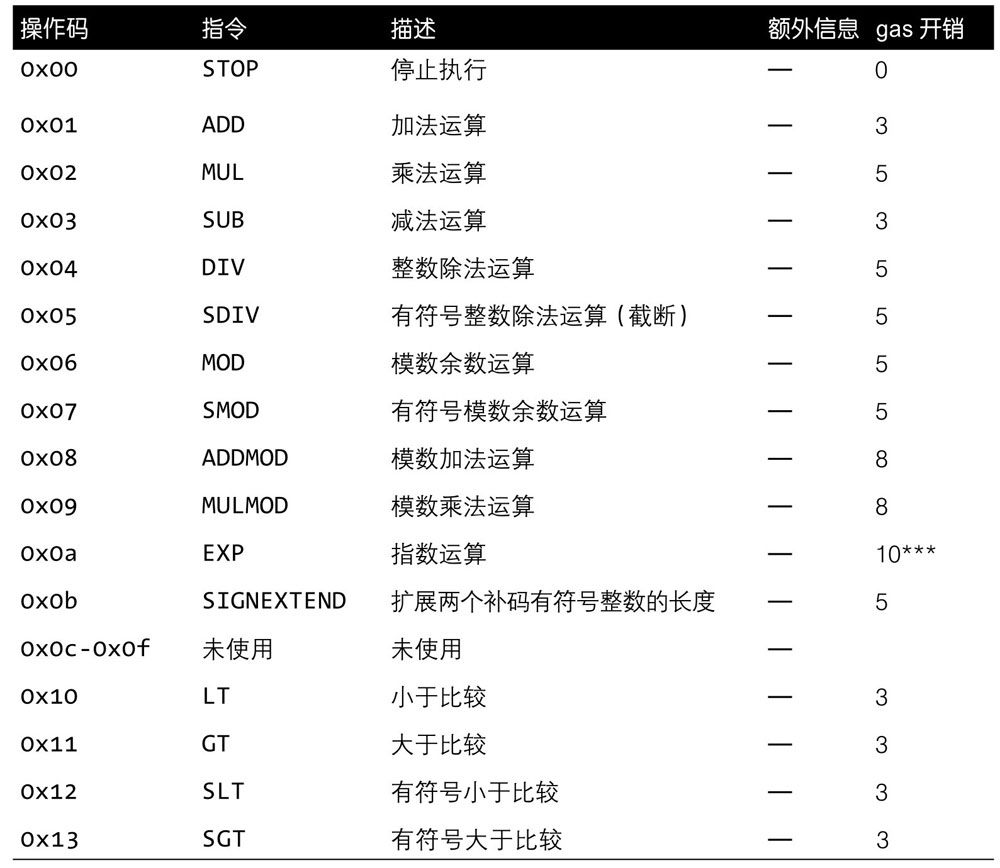 操作码 指令 描述 额外信息 gas 开销
0x00 STOP 停止执行 — 0
0x01 ADD 加法运算 — 3
0x02 MUL 乘法运算 — 5
0x03 SUB 减法运算 — 3
0x04 DIV 整数除法运算 — 5
0x05 SDIV 有符号整数除法运算（截断） — 5
0x06 MOD 模数余数运算 — 5
0x07 SMOD 有符号模数余数运算 — 5
0x08 ADDMOD 模数加法运算 — 8
0x09 MULMOD 模数乘法运算 — 8
0x0a EXP 指数运算 — 10***
0x0b SIGNEXTEND 扩展两个补码有符号整数的长度 — 5
0x0c-0x0f 未使用 未使用 —
0x10 LT 小于比较 — 3
0x11 GT 大于比较 — 3
0x12 SLT 有符号小于比较 — 3
0x13 SGT 有符号大于比较 — 3